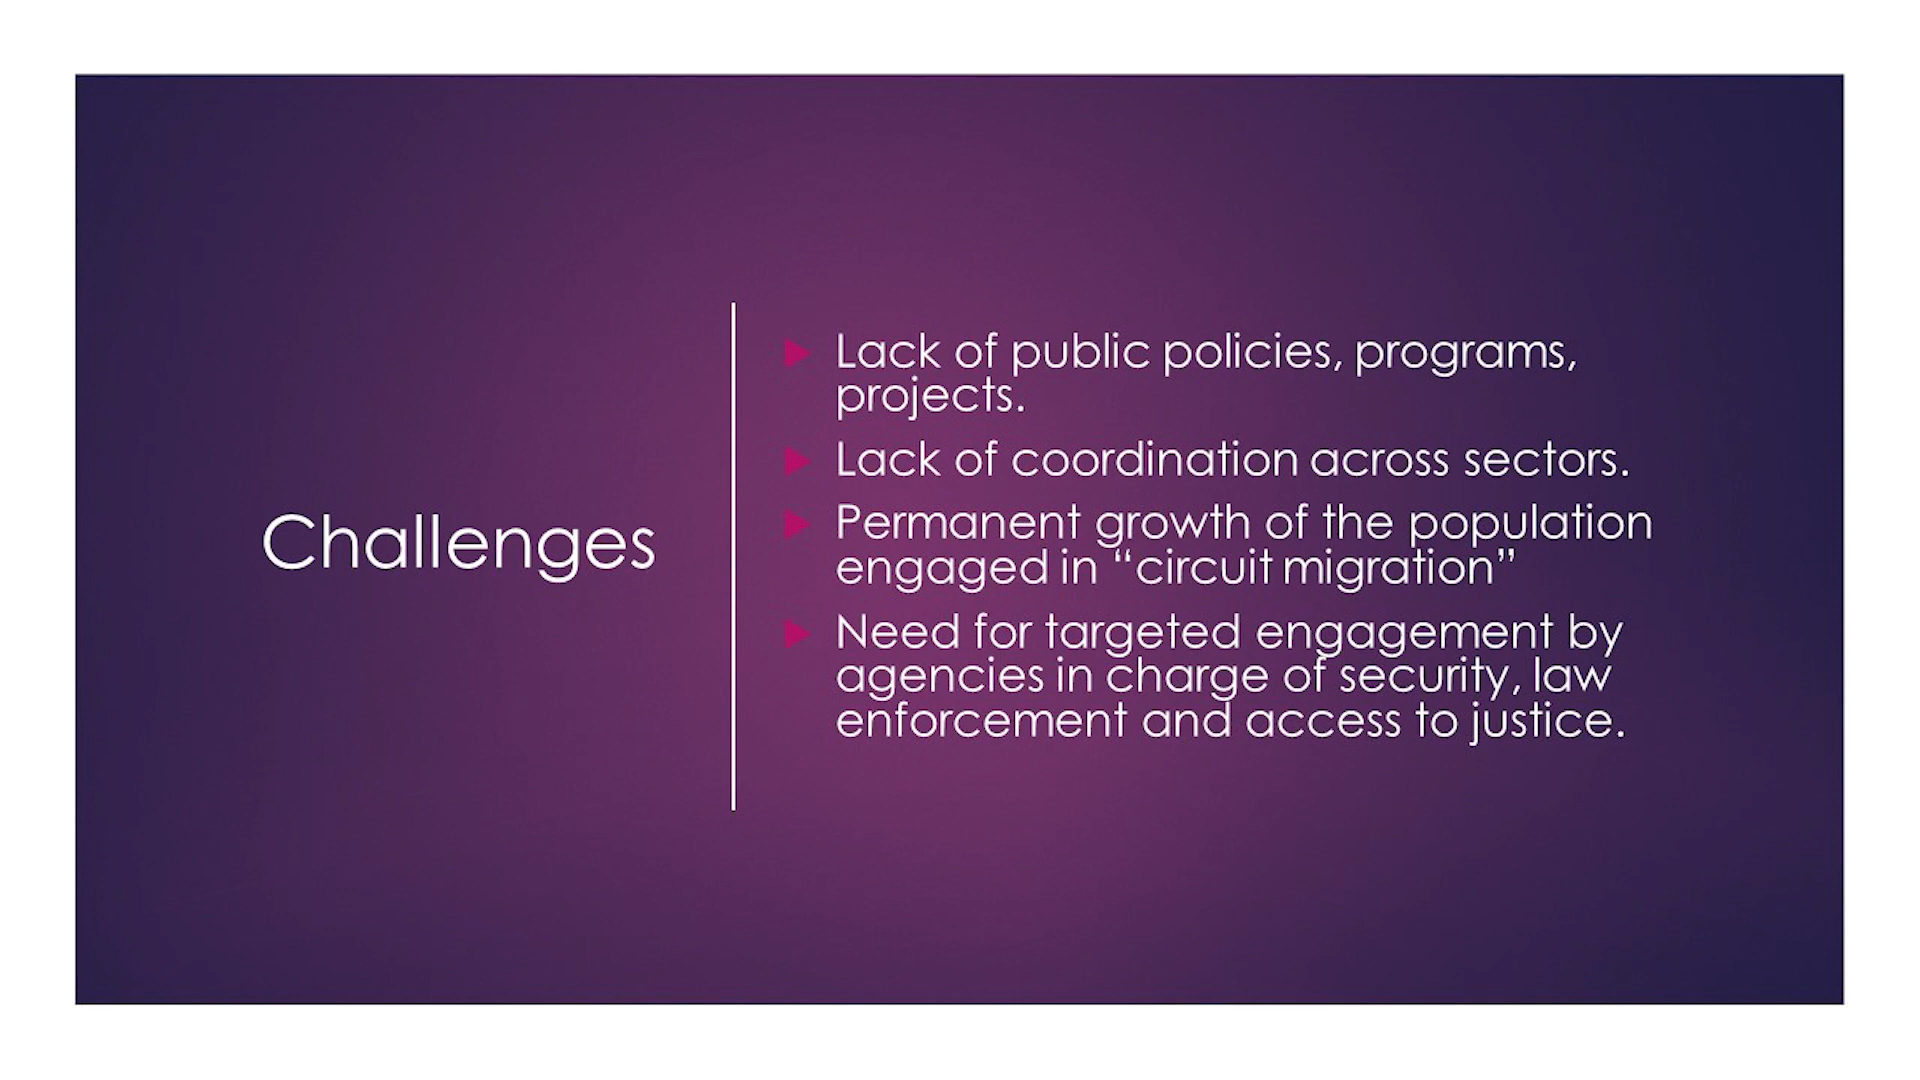 Challenges
Lack of public policies, programs,
projects.
Lack of coordination across sectors.
Permanent growth of the population
engaged in “circuit migration”
Need for targeted engagement by
agencies in charge of security, law
enforcement and access to justice.